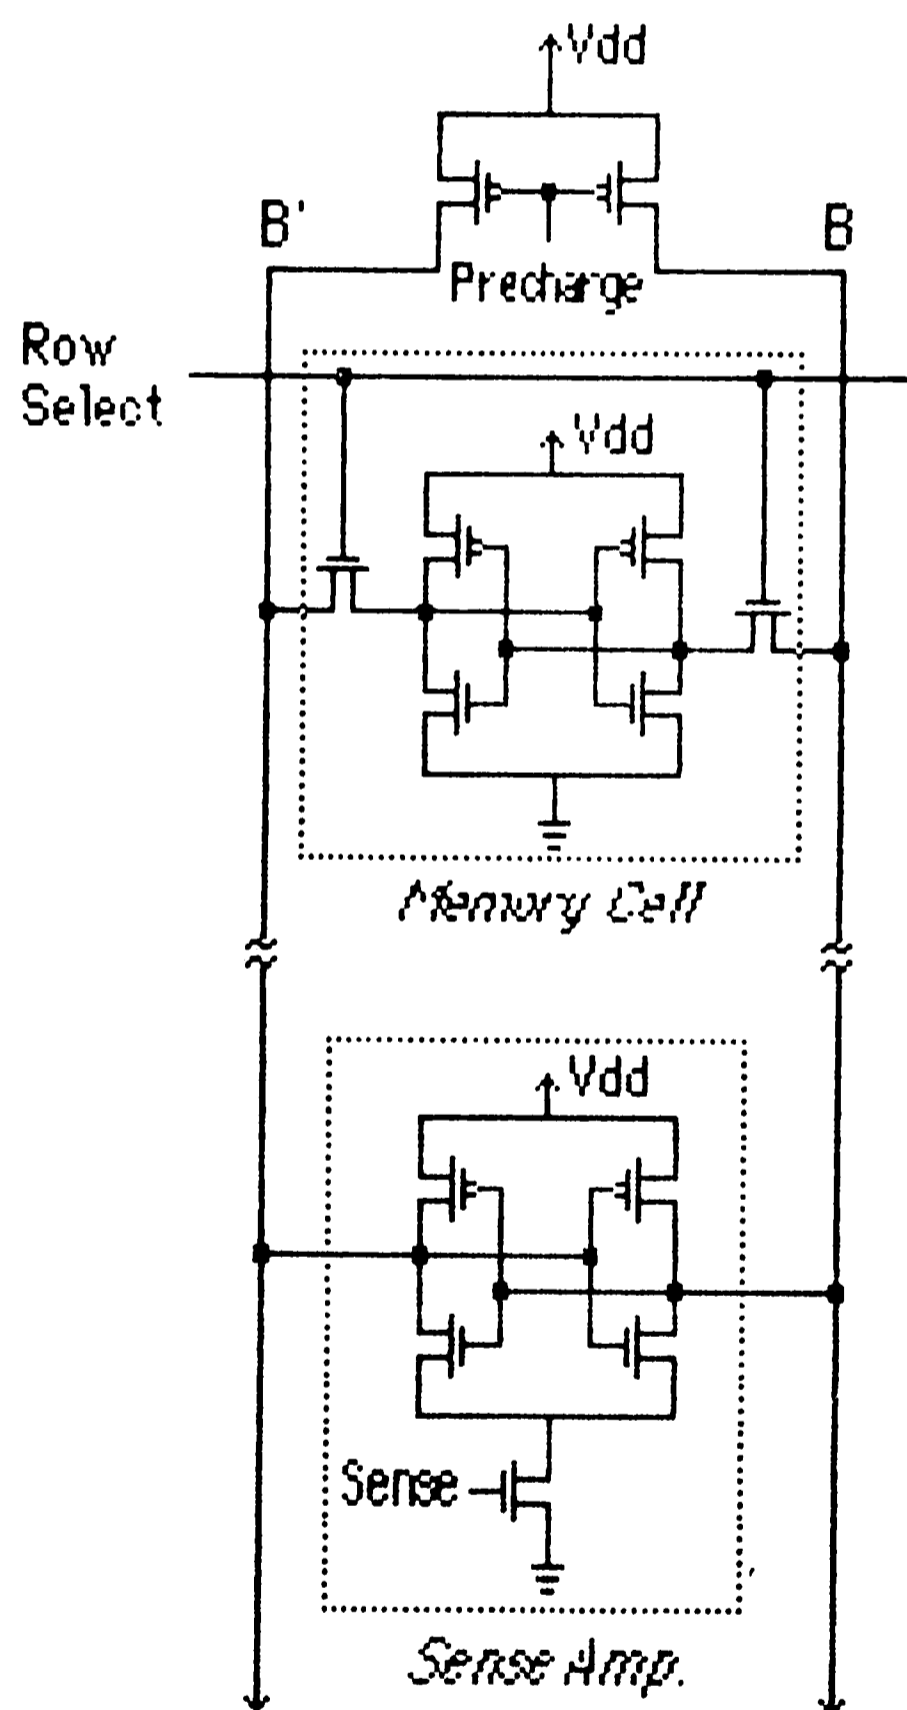 Vdd
B'
B
Precharge
Row
Select
Vdd
Memory Cell
Vdd
Sense
Sense Amp.